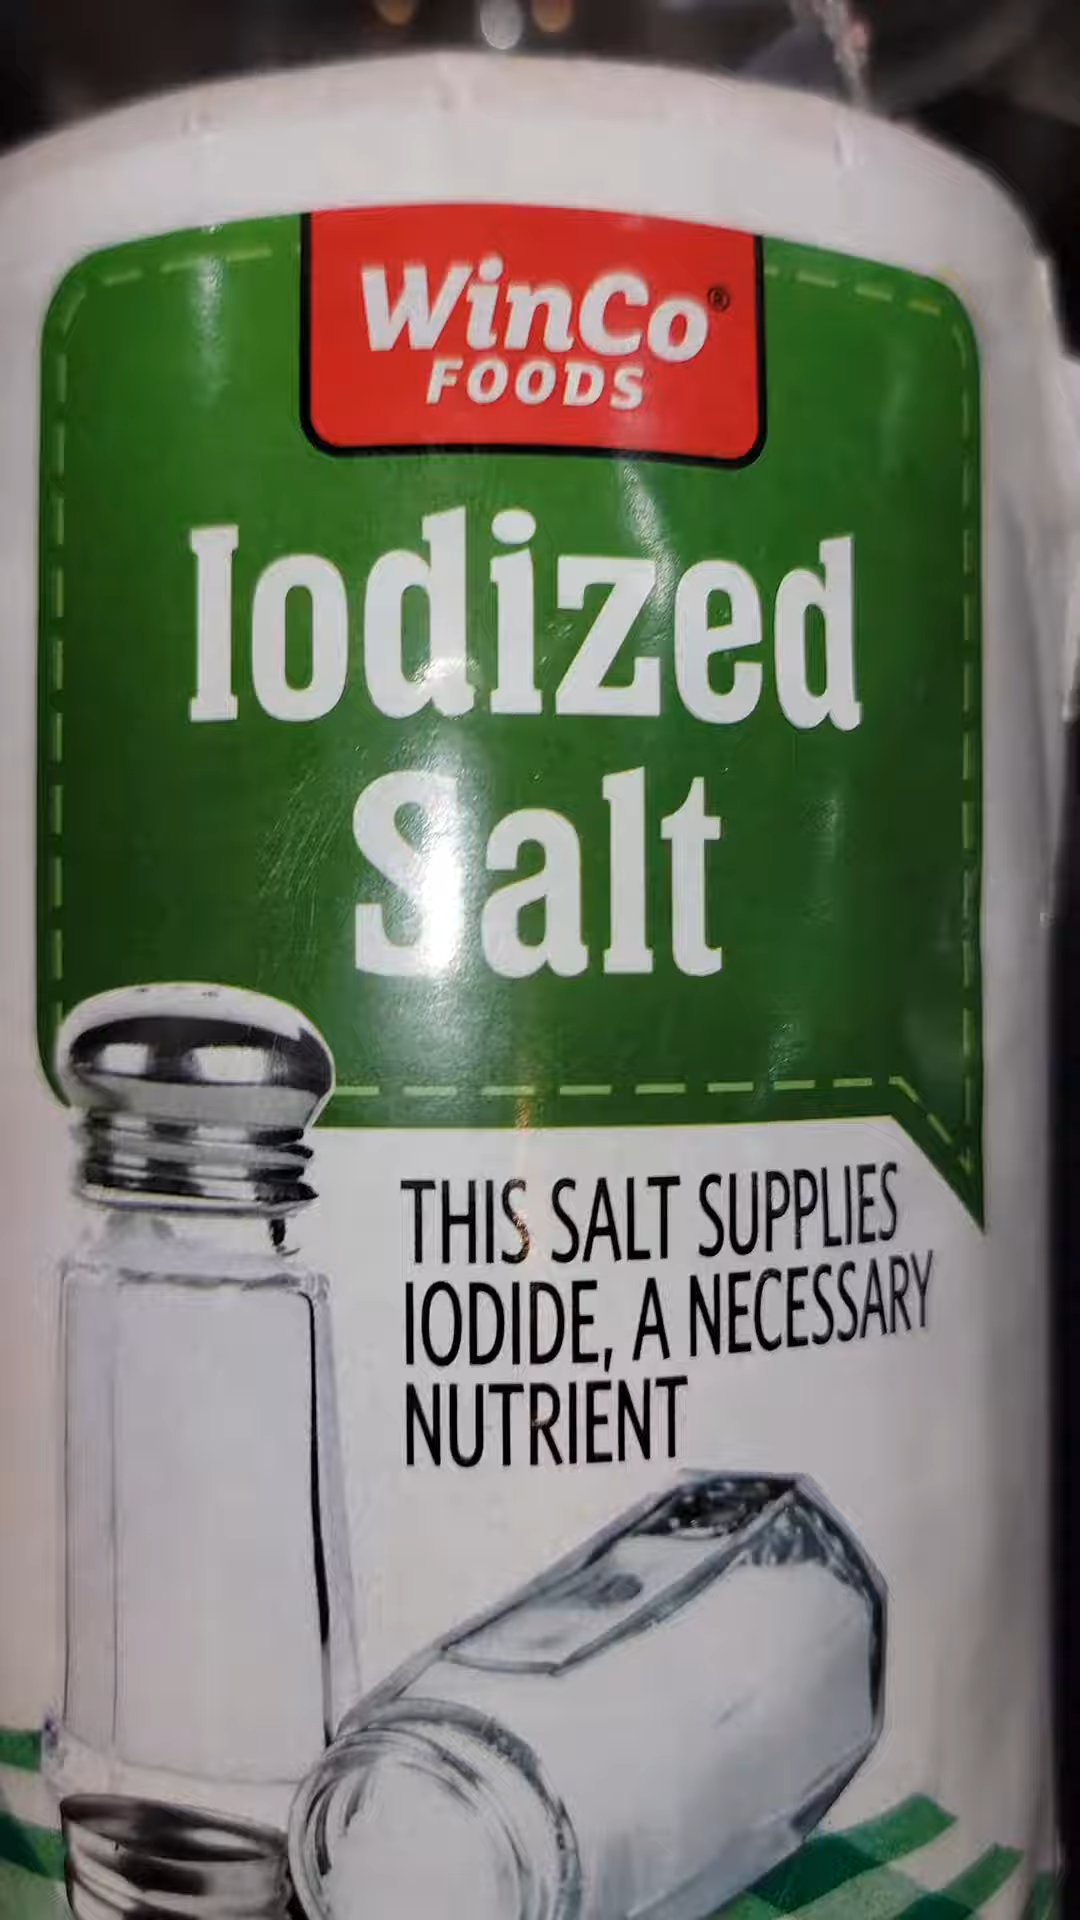 WinCo®
FOODS
Iodized
Salt
THIS SALT SUPPLIES
IODIDE, A NECESSARY
NUTRIENT